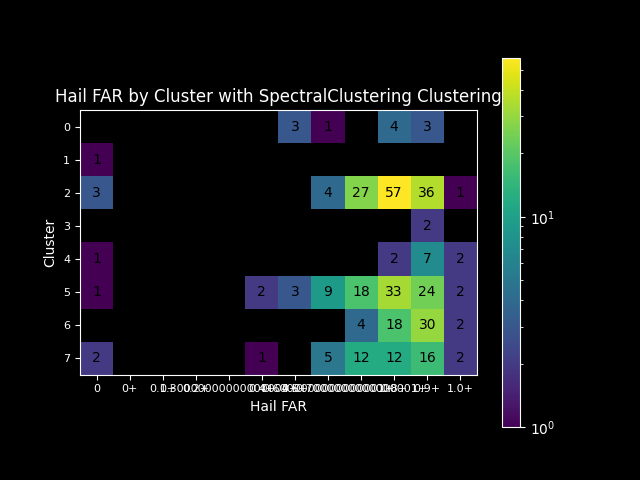 Hail FAR by Cluster with SpectralClustering Clustering
0 3 1 4 3
1 1
2 3 4 27 57 36 1
3 2
4 1 2 7 2
5 1 2 3 9 18 33 24 2
6 4 18 30 2
7 2 1 5 12 12 16 2
0 0+ 0.9+ 1.0+
Cluster
Hail FAR
10^1
10^0